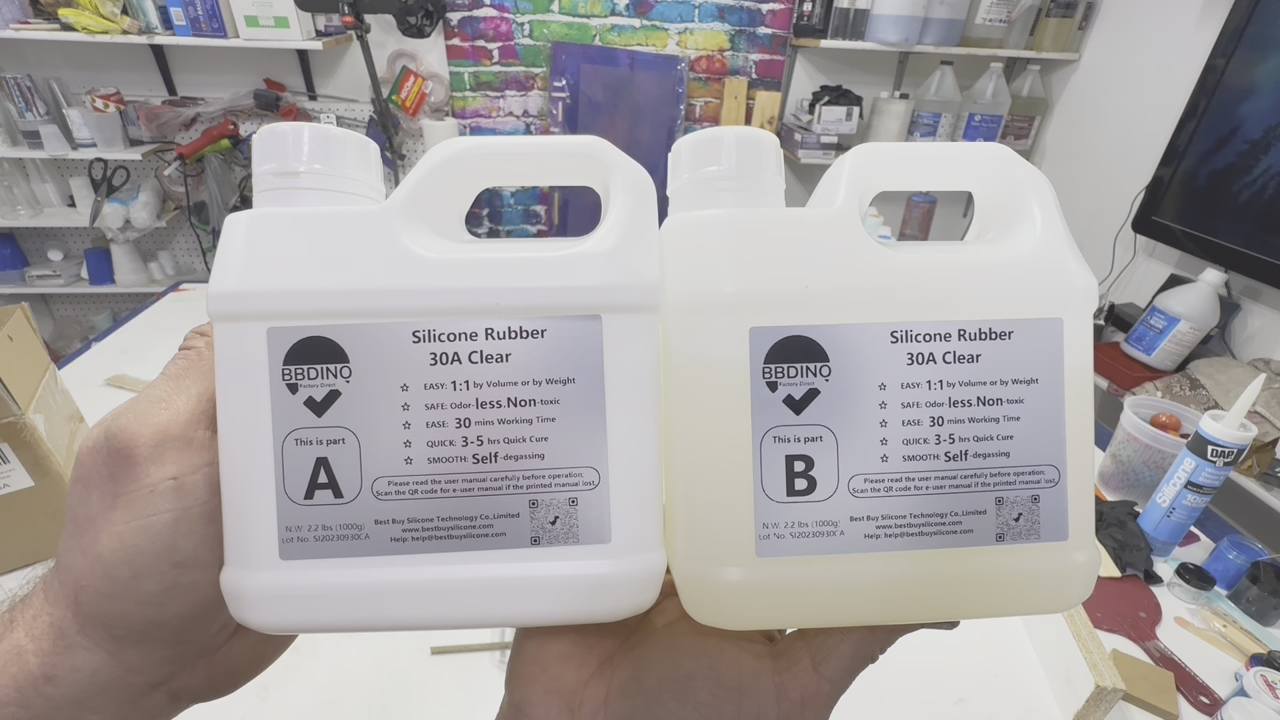 BBDINO
Factory Direct
Silicone Rubber
30A Clear
EASY: 1:1 by Volume or by Weight
SAFE: Odor-less.Non-toxic
EASE: 30 mins Working Time
QUICK: 3-5 hrs Quick Cure
SMOOTH: Self-degassing
This is part
A
Please read the user manual carefully before operation;
Scan the QR code for e-user manual if the printed manual lost.
N.W. 2.2 lbs (1000g)
Lot No. SI20230930CA
Best Buy Silicone Technology Co.,Limited
www.bestbuysilicone.com
Help: help@bestbuysilicone.com
BBDINO
Factory Direct
Silicone Rubber
30A Clear
EASY: 1:1 by Volume or by Weight
SAFE: Odor-less.Non-toxic
EASE: 30 mins Working Time
QUICK: 3-5 hrs Quick Cure
SMOOTH: Self-degassing
This is part
B
Please read the user manual carefully before operation;
Scan the QR code for e-user manual if the printed manual lost.
N.W. 2.2 lbs (1000g)
Lot No. SI20230930CA
Best Buy Silicone Technology Co.,Limited
www.bestbuysilicone.com
Help: help@bestbuysilicone.com
DAP
Silicone